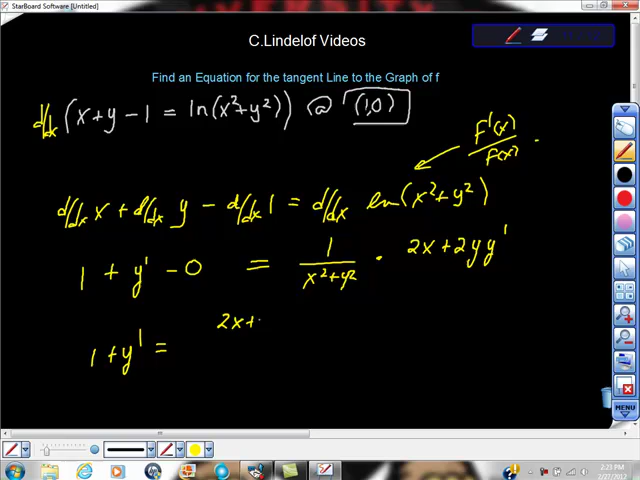 StarBoard Software [Untitled]
C.Lindelof Videos
Find an Equation for the tangent Line to the Graph of f
d/dx (x+y−1 = ln(x²+y²)) @ (1,0)
f'(x)/f(x) ·
d/dx x + d/dx y − d/dx 1 = d/dx ln(x²+y²)
1 + y' − 0 = 1/(x²+y²) · 2x+2yy'
1 + y' = 2x+
MENU
2:25 PM
2/27/2012